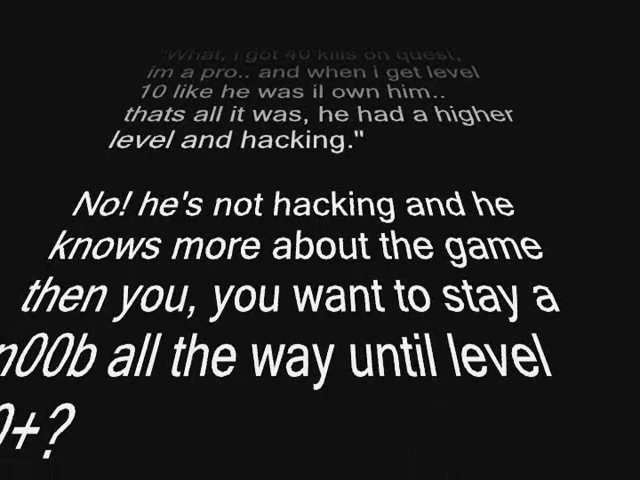 "What, i got 40 kills on quest,
im a pro.. and when i get level
10 like he was il own him..
thats all it was, he had a higher
level and hacking."
No! he's not hacking and he
knows more about the game
then you, you want to stay a
n00b all the way until level
0+?